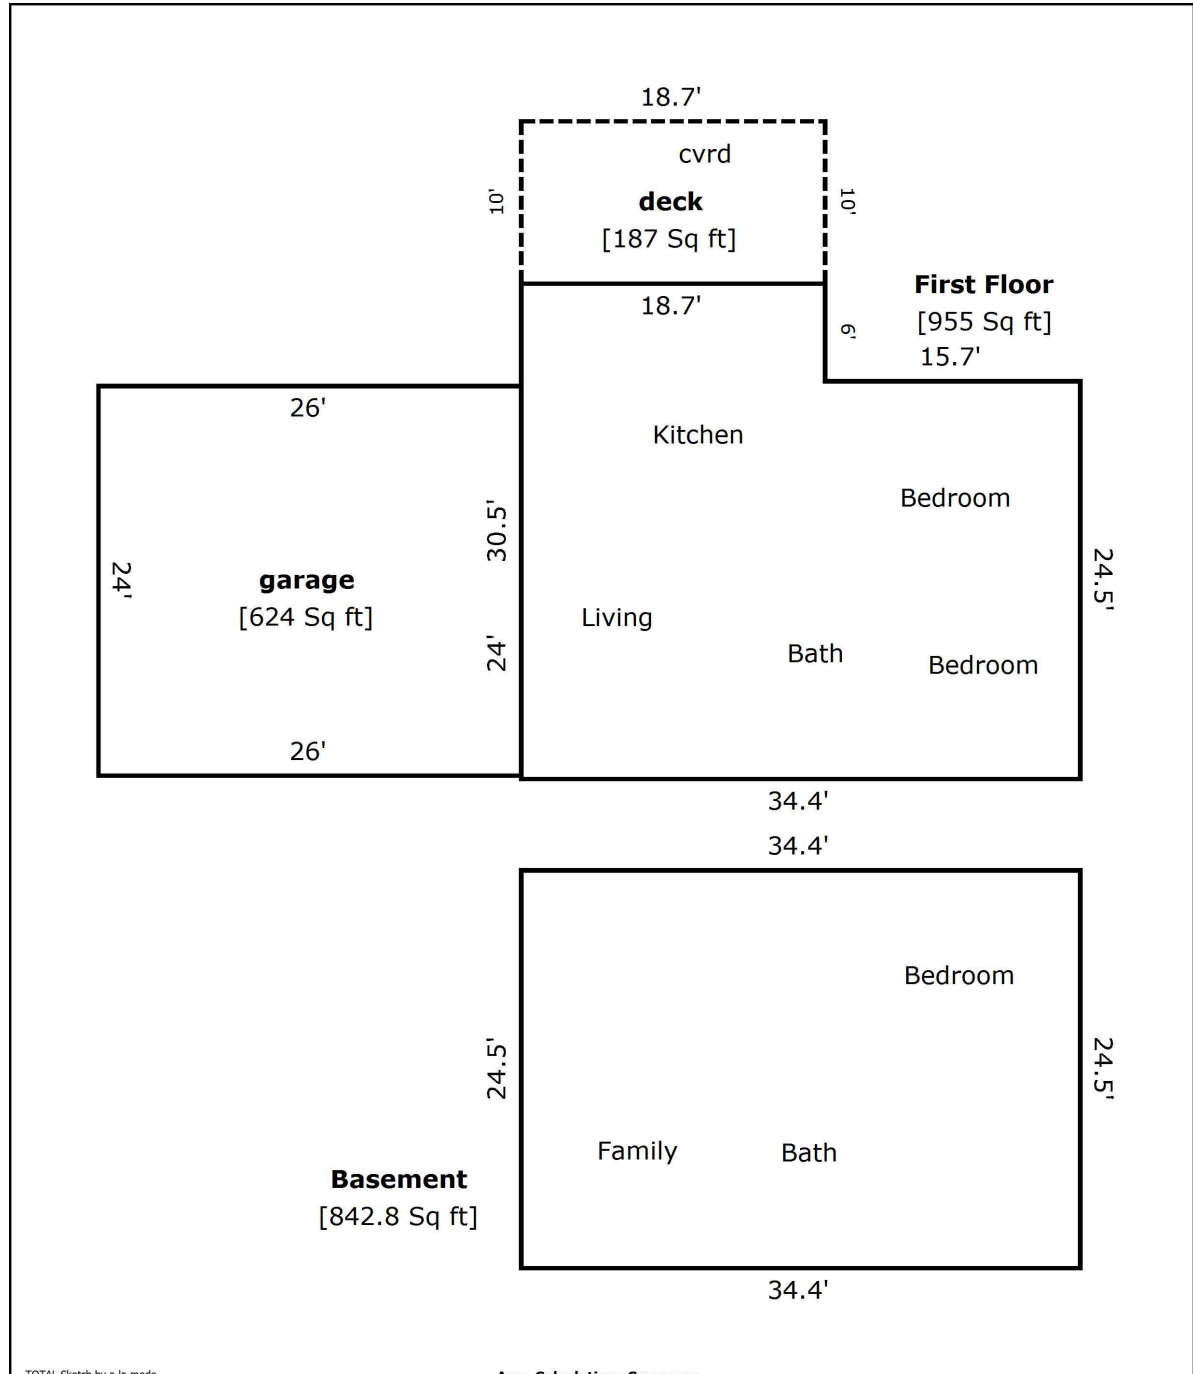 18.7'
cvrd
10'
deck
10'
[187 Sq ft]
First Floor
18.7'
[955 Sq ft]
6'
15.7'
26'
Kitchen
Bedroom
30.5'
24'
garage
24.5'
[624 Sq ft]
Living
24'
Bath
Bedroom
26'
34.4'
34.4'
Bedroom
24.5'
24.5'
Family
Bath
Basement
[842.8 Sq ft]
34.4'